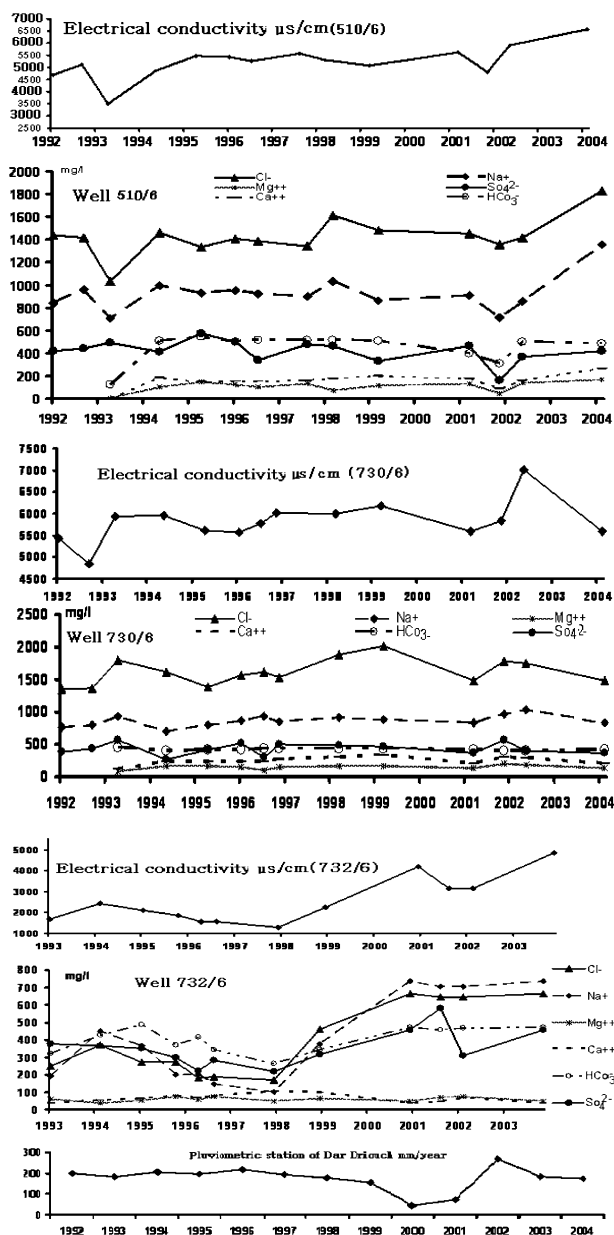 Electrical conductivity µs/cm(510/6)
7000
6500
6000
5500
5000
4500
4000
3500
3000
2500
1992 1993 1994 1995 1996 1997 1998 1999 2000 2001 2002 2003 2004
mg/l
Well 510/6
Cl-
Na+
Mg++
So4 2-
Ca++
HCo3-
2000
1800
1600
1400
1200
1000
800
600
400
200
0
1992 1993 1994 1995 1996 1997 1998 1999 2000 2001 2002 2003 2004
Electrical conductivity µs/cm (730/6)
7500
7000
6500
6000
5500
5000
4500
1992 1993 1994 1995 1996 1997 1998 1999 2000 2001 2002 2003 2004
mg/l
Well 730/6
Cl-
Na+
Mg++
Ca++
HCo3-
So4 2-
2500
2000
1500
1000
500
0
1992 1993 1994 1995 1996 1997 1998 1999 2000 2001 2002 2003 2004
Electrical conductivity µs/cm(732/6)
5000
4000
3000
2000
1000
1993 1994 1995 1996 1997 1998 1999 2000 2001 2002 2003
mg/l
Well 732/6
Cl-
Na+
Mg++
Ca++
HCo3-
So4 2-
800
700
600
500
400
300
200
100
0
1993 1994 1995 1996 1997 1998 1999 2000 2001 2002 2003
Pluviometric station of Dar Driouch mm/year
300
200
100
0
1992 1993 1994 1995 1996 1997 1998 1999 2000 2001 2002 2003 2004